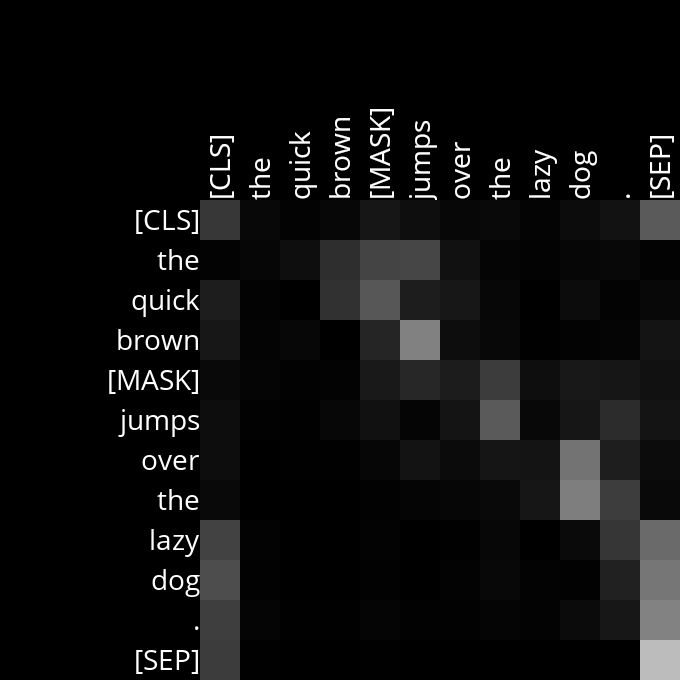 [CLS] the quick brown [MASK] jumps over the lazy dog . [SEP]
[CLS]
the
quick
brown
[MASK]
jumps
over
the
lazy
dog
.
[SEP]